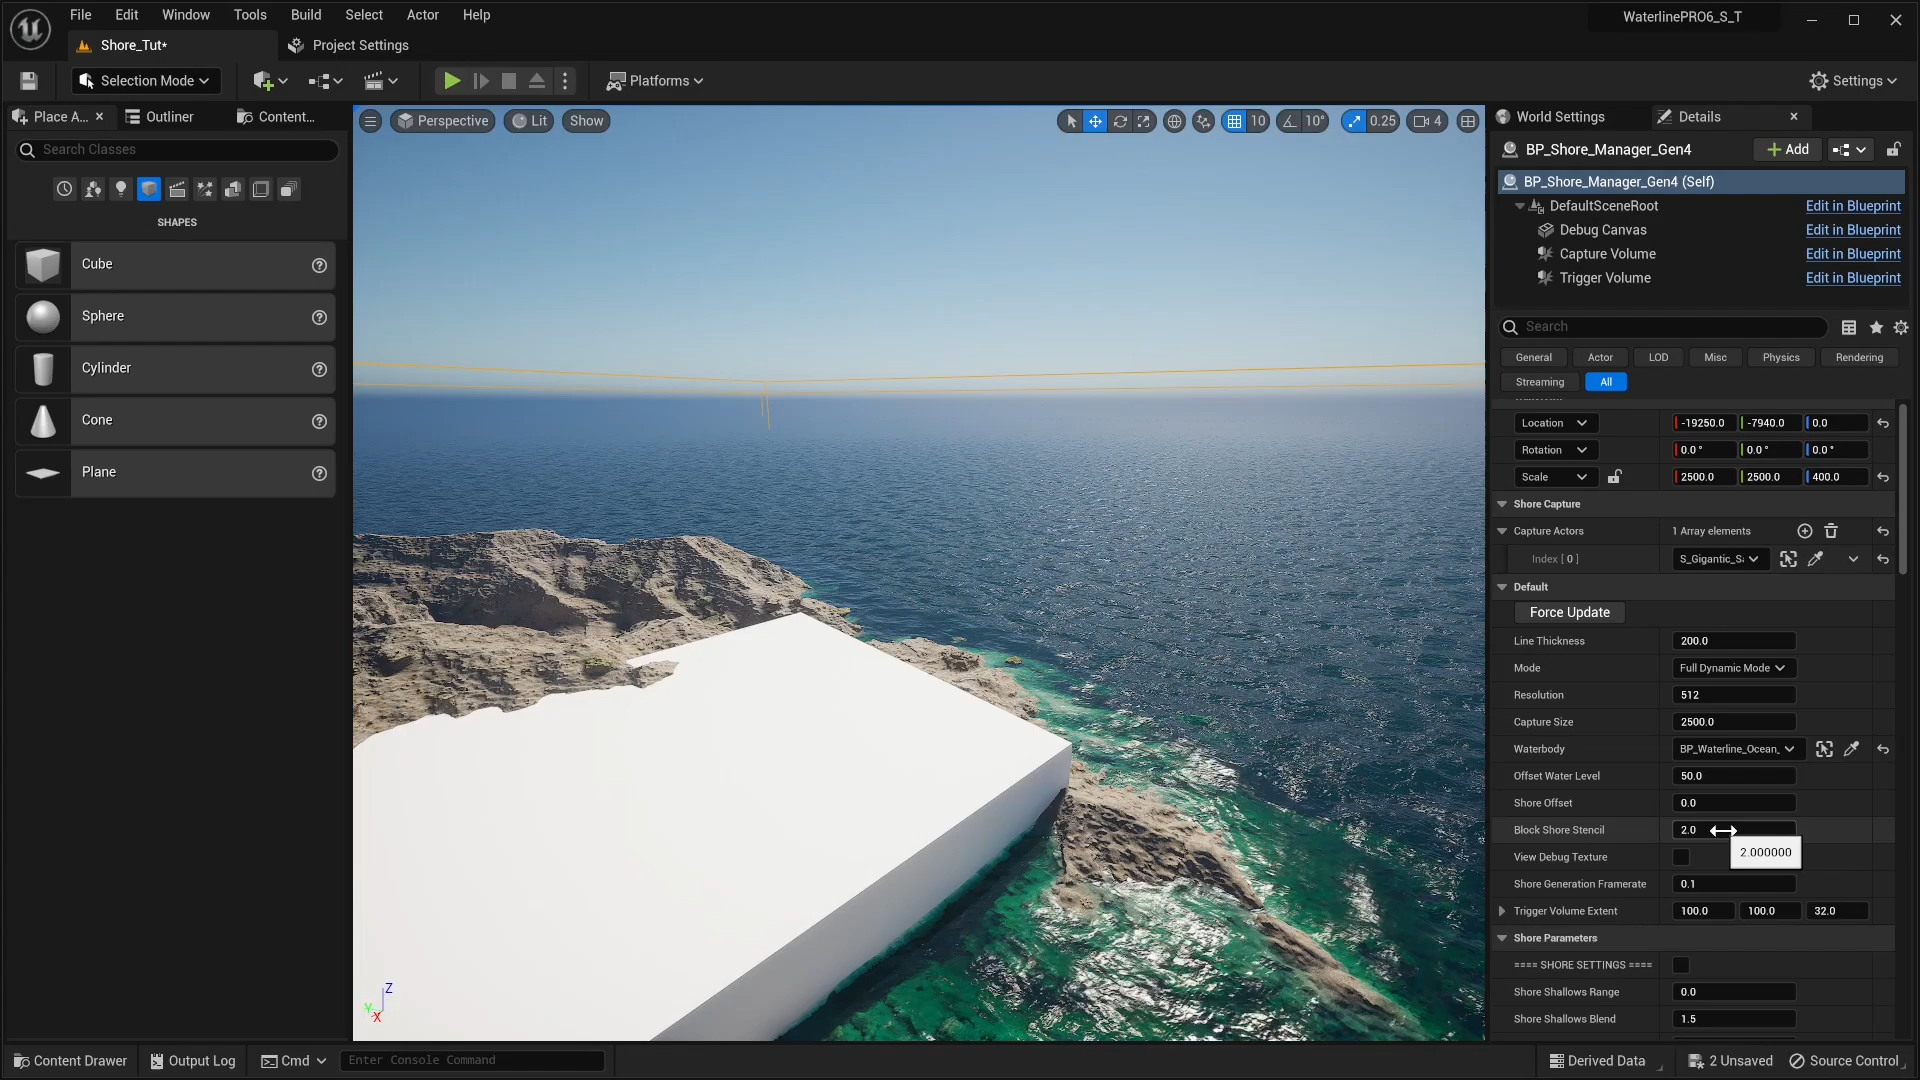 File Edit Window Tools Build Select Actor Help
WaterlinePRO6_S_T
Shore_Tut*
Project Settings
Selection Mode
Platforms
Settings
Place A...
Outliner
Content...
Search Classes
SHAPES
Cube
Sphere
Cylinder
Cone
Plane
Perspective
Lit
Show
10
10°
0.25
4
Z
Y
X
World Settings
Details
BP_Shore_Manager_Gen4
Add
BP_Shore_Manager_Gen4 (Self)
DefaultSceneRoot Edit in Blueprint
Debug Canvas Edit in Blueprint
Capture Volume Edit in Blueprint
Trigger Volume Edit in Blueprint
Search
General Actor LOD Misc Physics Rendering
Streaming All
Location -19250.0 -7940.0 0.0
Rotation 0.0 ° 0.0 ° 0.0 °
Scale 2500.0 2500.0 400.0
Shore Capture
Capture Actors 1 Array elements
Index [ 0 ] S_Gigantic_Sa
Default
Force Update
Line Thickness 200.0
Mode Full Dynamic Mode
Resolution 512
Capture Size 2500.0
Waterbody BP_Waterline_Ocean_
Offset Water Level 50.0
Shore Offset 0.0
Block Shore Stencil 2.0
2.000000
View Debug Texture
Shore Generation Framerate 0.1
Trigger Volume Extent 100.0 100.0 32.0
Shore Parameters
==== SHORE SETTINGS ====
Shore Shallows Range 0.0
Shore Shallows Blend 1.5
Content Drawer
Output Log
Cmd
Enter Console Command
Derived Data
2 Unsaved
Source Control